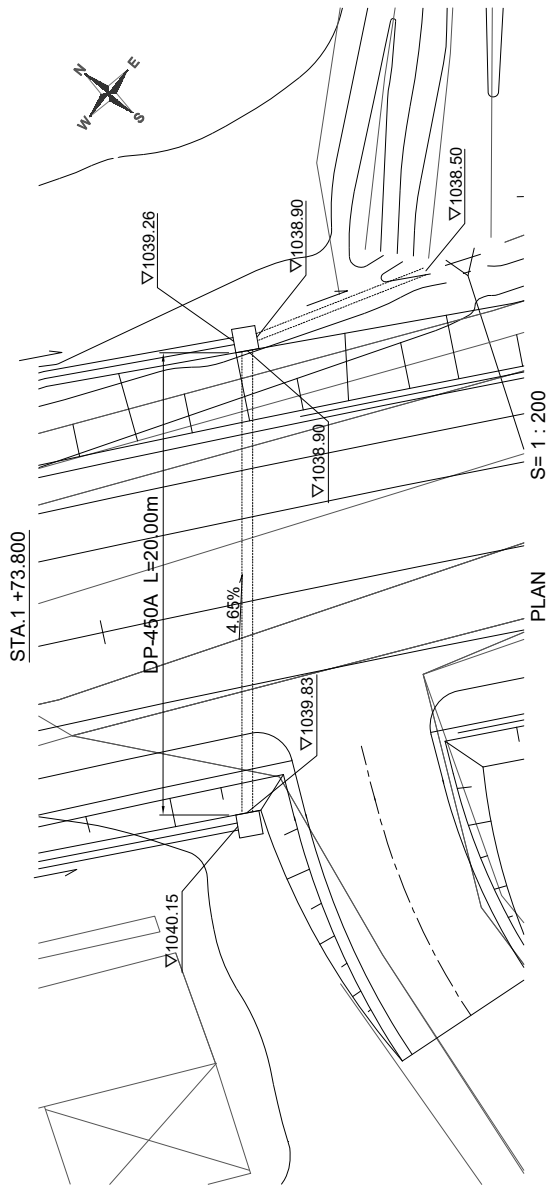 N
E
W
S
▽1039.26
▽1038.90
▽1038.50
▽1038.90
STA.1 +73.800
DP-450A L=20.00m
4.65%
▽1039.83
▽1040.15
PLAN
S= 1 : 200